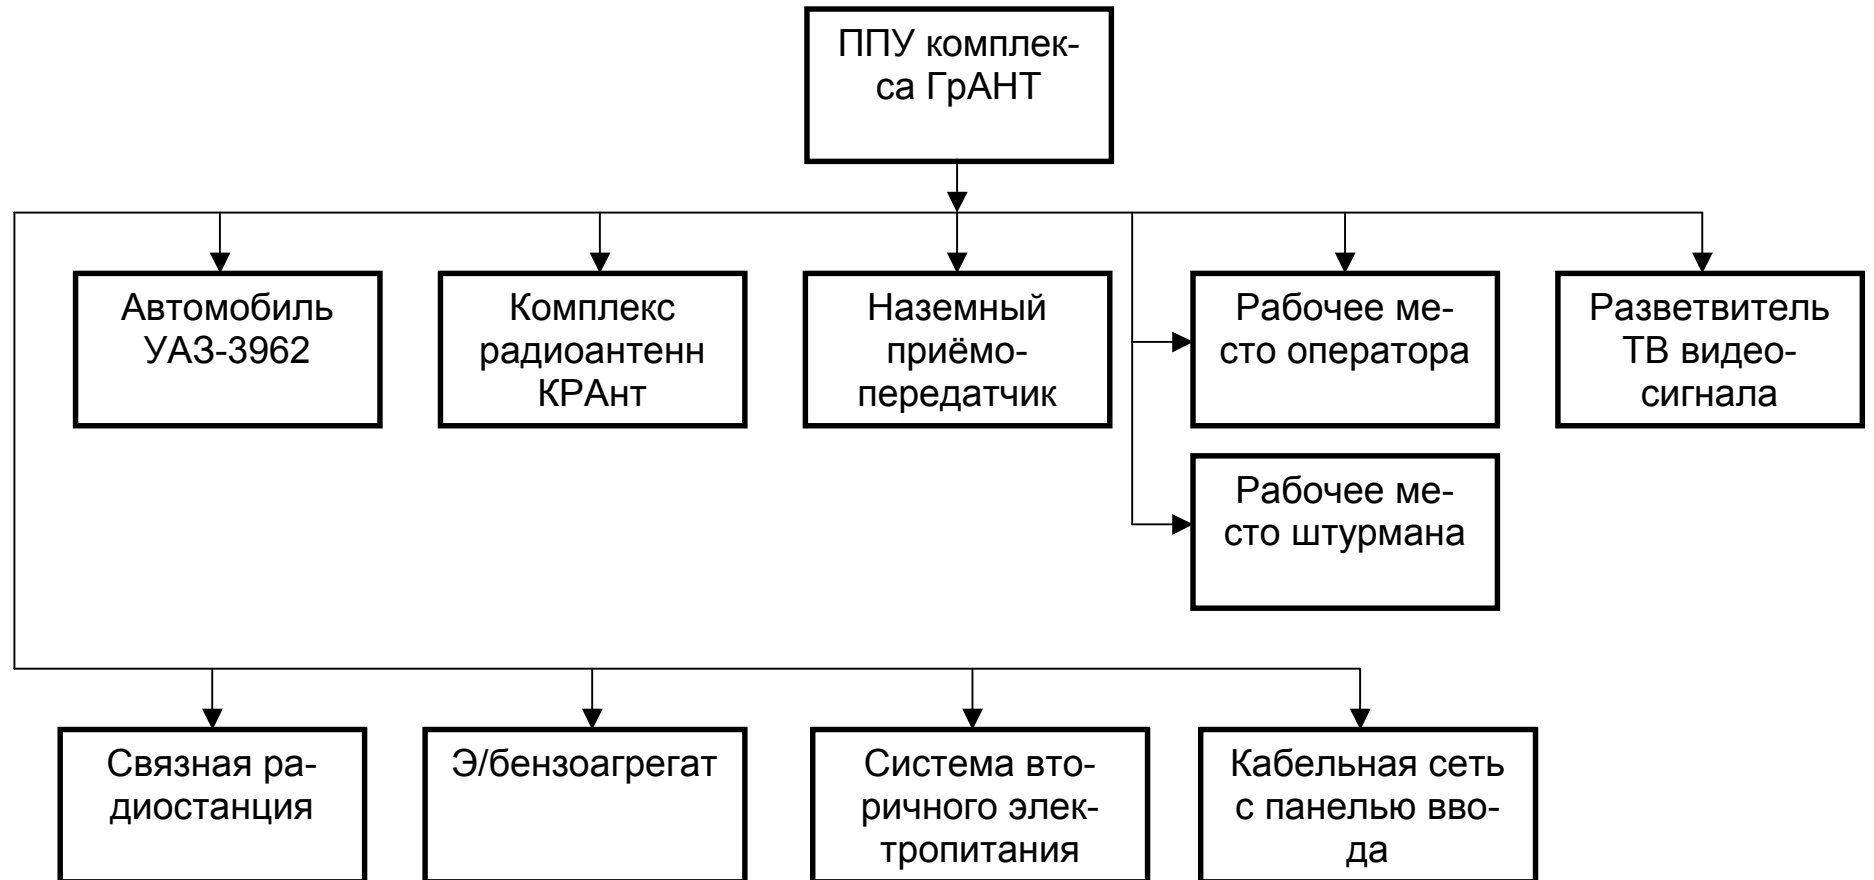 ППУ комплек-
са ГрАНТ
Автомобиль
УАЗ-3962
Комплекс
радиоантенн
КРАнт
Наземный
приёмо-
передатчик
Рабочее ме-
сто оператора
Разветвитель
ТВ видео-
сигнала
Рабочее ме-
сто штурмана
Связная ра-
диостанция
Э/бензоагрегат
Система вто-
ричного элек-
тропитания
Кабельная сеть
с панелью вво-
да